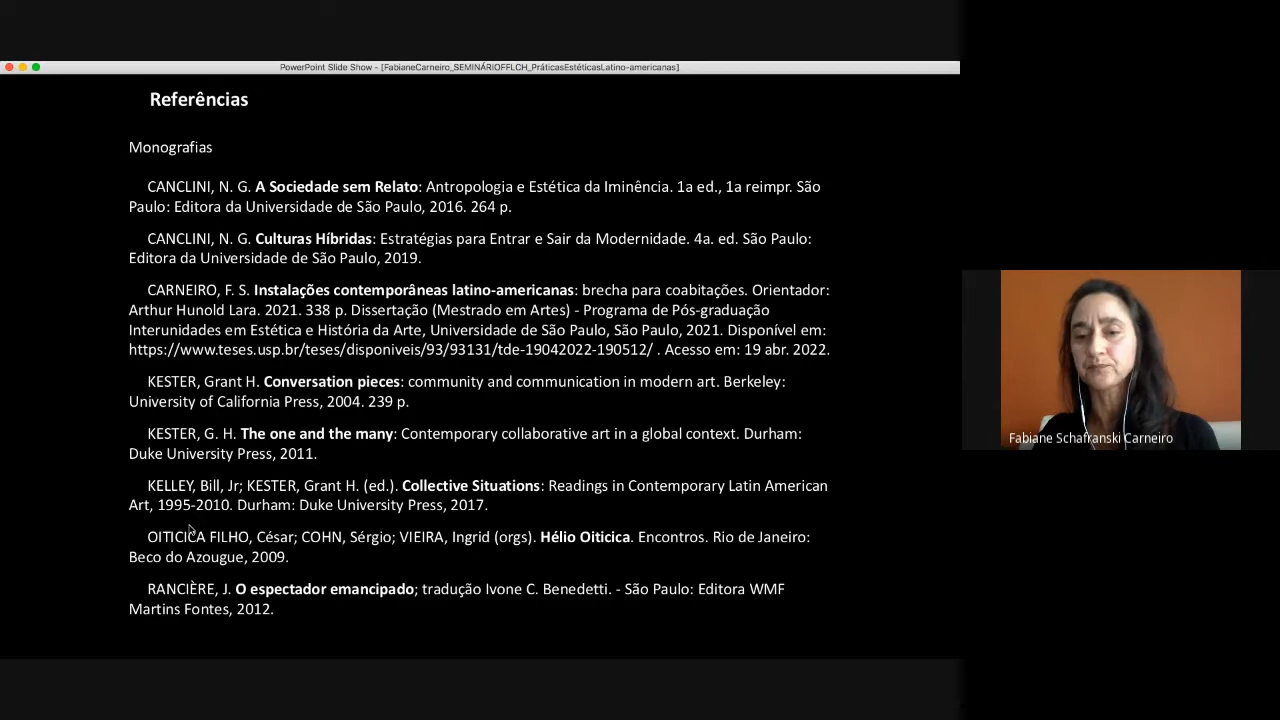 PowerPoint Slide Show - [FabianeCarneiro_SEMINÁRIOFFLCH_PráticasEstéticasLatino-americanas]
Referências
Monografias
CANCLINI, N. G. A Sociedade sem Relato: Antropologia e Estética da Iminência. 1a ed., 1a reimpr. São
Paulo: Editora da Universidade de São Paulo, 2016. 264 p.
CANCLINI, N. G. Culturas Híbridas: Estratégias para Entrar e Sair da Modernidade. 4a. ed. São Paulo:
Editora da Universidade de São Paulo, 2019.
CARNEIRO, F. S. Instalações contemporâneas latino-americanas: brecha para coabitações. Orientador:
Arthur Hunold Lara. 2021. 338 p. Dissertação (Mestrado em Artes) - Programa de Pós-graduação
Interunidades em Estética e História da Arte, Universidade de São Paulo, São Paulo, 2021. Disponível em:
https://www.teses.usp.br/teses/disponiveis/93/93131/tde-19042022-190512/ . Acesso em: 19 abr. 2022.
KESTER, Grant H. Conversation pieces: community and communication in modern art. Berkeley:
University of California Press, 2004. 239 p.
KESTER, G. H. The one and the many: Contemporary collaborative art in a global context. Durham:
Duke University Press, 2011.
KELLEY, Bill, Jr; KESTER, Grant H. (ed.). Collective Situations: Readings in Contemporary Latin American
Art, 1995-2010. Durham: Duke University Press, 2017.
OITICICA FILHO, César; COHN, Sérgio; VIEIRA, Ingrid (orgs). Hélio Oiticica. Encontros. Rio de Janeiro:
Beco do Azougue, 2009.
RANCIÈRE, J. O espectador emancipado; tradução Ivone C. Benedetti. - São Paulo: Editora WMF
Martins Fontes, 2012.
Fabiane Schafranski Carneiro